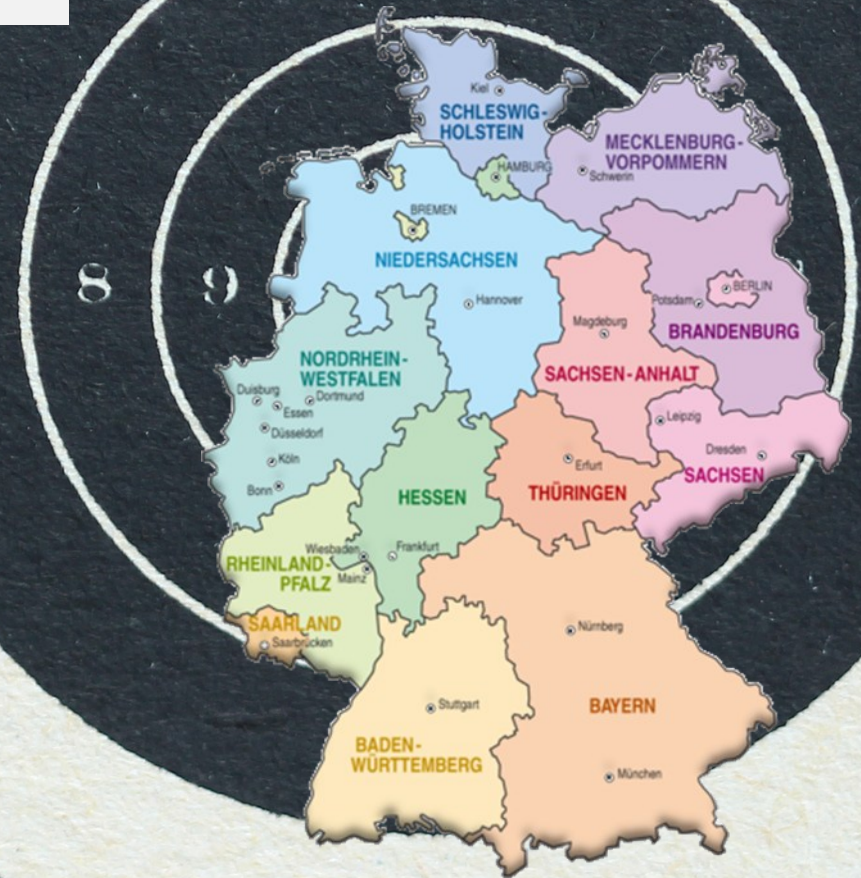 Kiel
SCHLESWIG-
HOLSTEIN
MECKLENBURG-
VORPOMMERN
HAMBURG
Schwerin
BREMEN
NIEDERSACHSEN
8
9
Hannover
BERLIN
Potsdam
Magdeburg
BRANDENBURG
NORDRHEIN-
WESTFALEN
SACHSEN-ANHALT
Duisburg
Dortmund
Essen
Düsseldorf
Leipzig
Köln
Dresden
Erfurt
SACHSEN
Bonn
HESSEN
THÜRINGEN
Wiesbaden
Frankfurt
RHEINLAND-
PFALZ
Mainz
SAARLAND
Saarbrücken
Nürnberg
Stuttgart
BAYERN
BADEN-
WÜRTTEMBERG
München